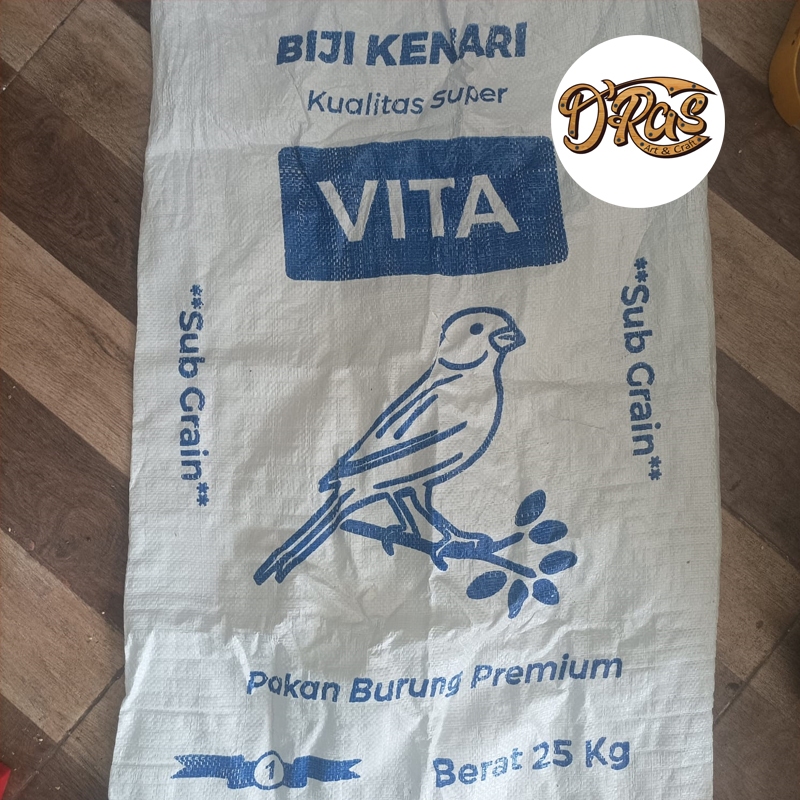 BIJI KENARI
Kualitas Super
D'Ras
Art & Craft
VITA
**Sub Grain**
**Sub Grain**
Pakan Burung Premium
1
Berat 25 Kg